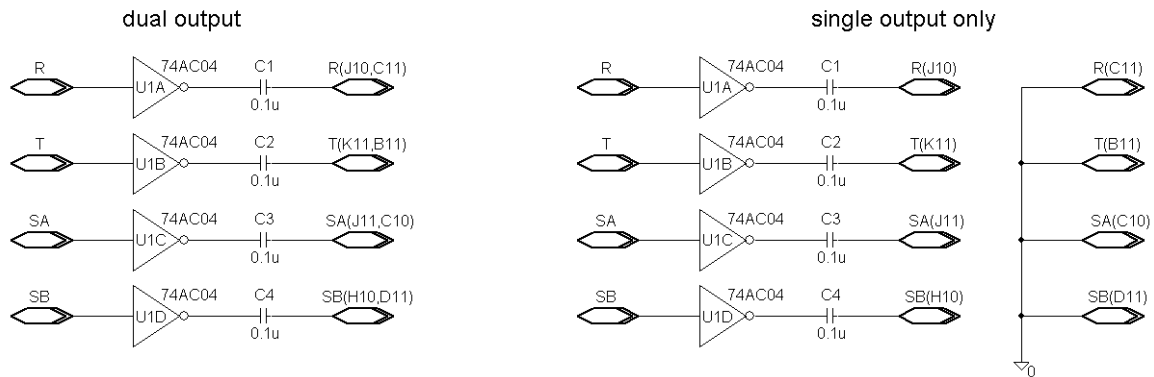 dual output
R
74AC04
U1A
C1
0.1u
R(J10,C11)
T
74AC04
U1B
C2
0.1u
T(K11,B11)
SA
74AC04
U1C
C3
0.1u
SA(J11,C10)
SB
74AC04
U1D
C4
0.1u
SB(H10,D11)
single output only
R
74AC04
U1A
C1
0.1u
R(J10)
R(C11)
T
74AC04
U1B
C2
0.1u
T(K11)
T(B11)
SA
74AC04
U1C
C3
0.1u
SA(J11)
SA(C10)
SB
74AC04
U1D
C4
0.1u
SB(H10)
SB(D11)
0